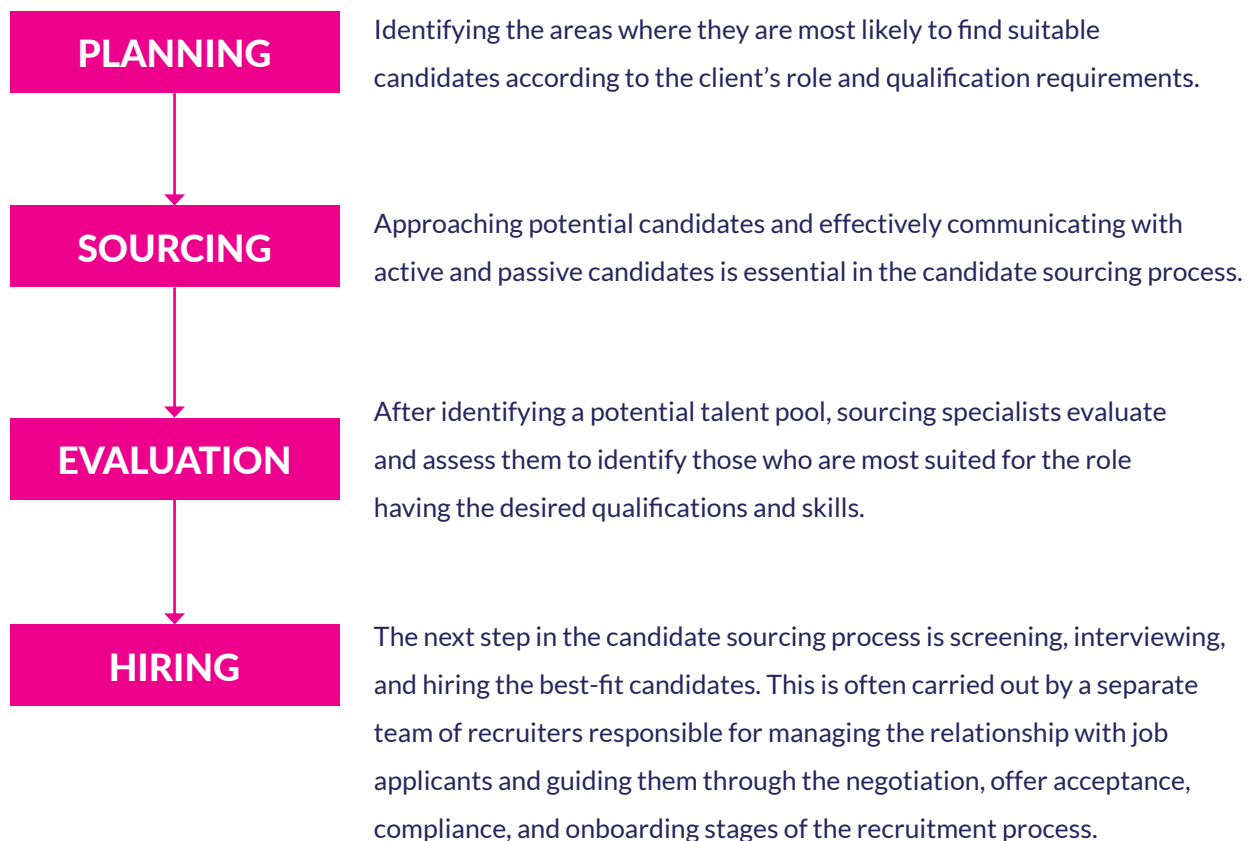 PLANNING
Identifying the areas where they are most likely to find suitable
candidates according to the client’s role and qualification requirements.
SOURCING
Approaching potential candidates and effectively communicating with
active and passive candidates is essential in the candidate sourcing process.
EVALUATION
After identifying a potential talent pool, sourcing specialists evaluate
and assess them to identify those who are most suited for the role
having the desired qualifications and skills.
HIRING
The next step in the candidate sourcing process is screening, interviewing,
and hiring the best-fit candidates. This is often carried out by a separate
team of recruiters responsible for managing the relationship with job
applicants and guiding them through the negotiation, offer acceptance,
compliance, and onboarding stages of the recruitment process.